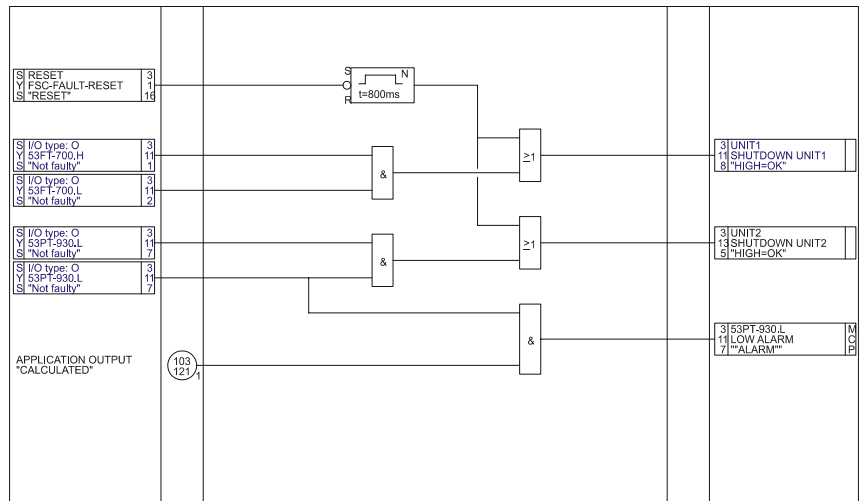 S RESET 3
Y FSC-FAULT-RESET 1
S "RESET" 16
S N
R t=800ms
S I/O type: O 3
Y 53FT-700.H 11
S "Not faulty" 1
S I/O type: O 3
Y 53FT-700.L 11
S "Not faulty" 2
&
≥1
3 UNIT1
11 SHUTDOWN UNIT1
8 "HIGH=OK"
S I/O type: O 3
Y 53PT-930.L 11
S "Not faulty" 7
S I/O type: O 3
Y 53PT-930.L 11
S "Not faulty" 7
&
≥1
3 UNIT2
13 SHUTDOWN UNIT2
5 "HIGH=OK"
&
3 53PT-930.L M
11 LOW ALARM C
7 ""ALARM"" P
APPLICATION OUTPUT
"CALCULATED"
103
121
1